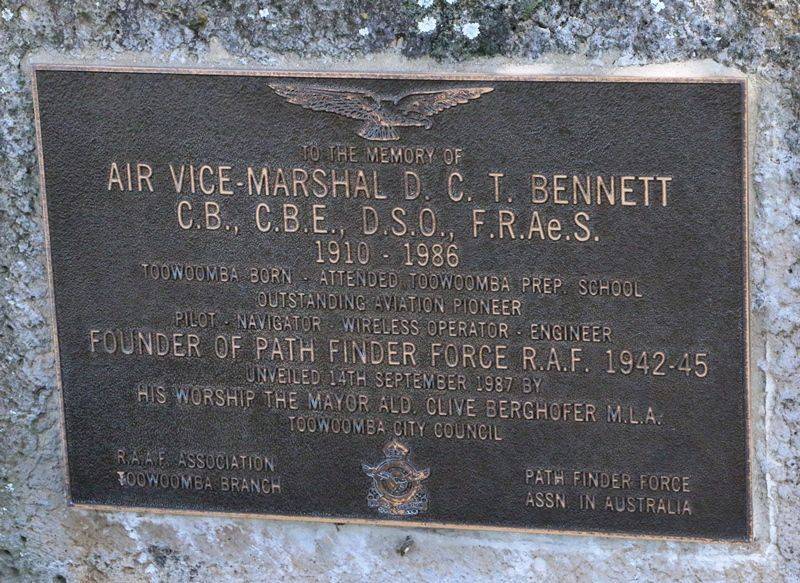 TO THE MEMORY OF
AIR VICE-MARSHAL D. C. T. BENNETT
C.B., C.B.E., D.S.O., F.R.Ae.S.
1910 - 1986
TOOWOOMBA BORN - ATTENDED TOOWOOMBA PREP. SCHOOL
OUTSTANDING AVIATION PIONEER
PILOT - NAVIGATOR - WIRELESS OPERATOR - ENGINEER
FOUNDER OF PATH FINDER FORCE R.A.F. 1942-45
UNVEILED 14TH SEPTEMBER 1987 BY
HIS WORSHIP THE MAYOR ALD. CLIVE BERGHOFER M.L.A.
TOOWOOMBA CITY COUNCIL
R.A.A.F. ASSOCIATION
TOOWOOMBA BRANCH
PATH FINDER FORCE
ASSN IN AUSTRALIA